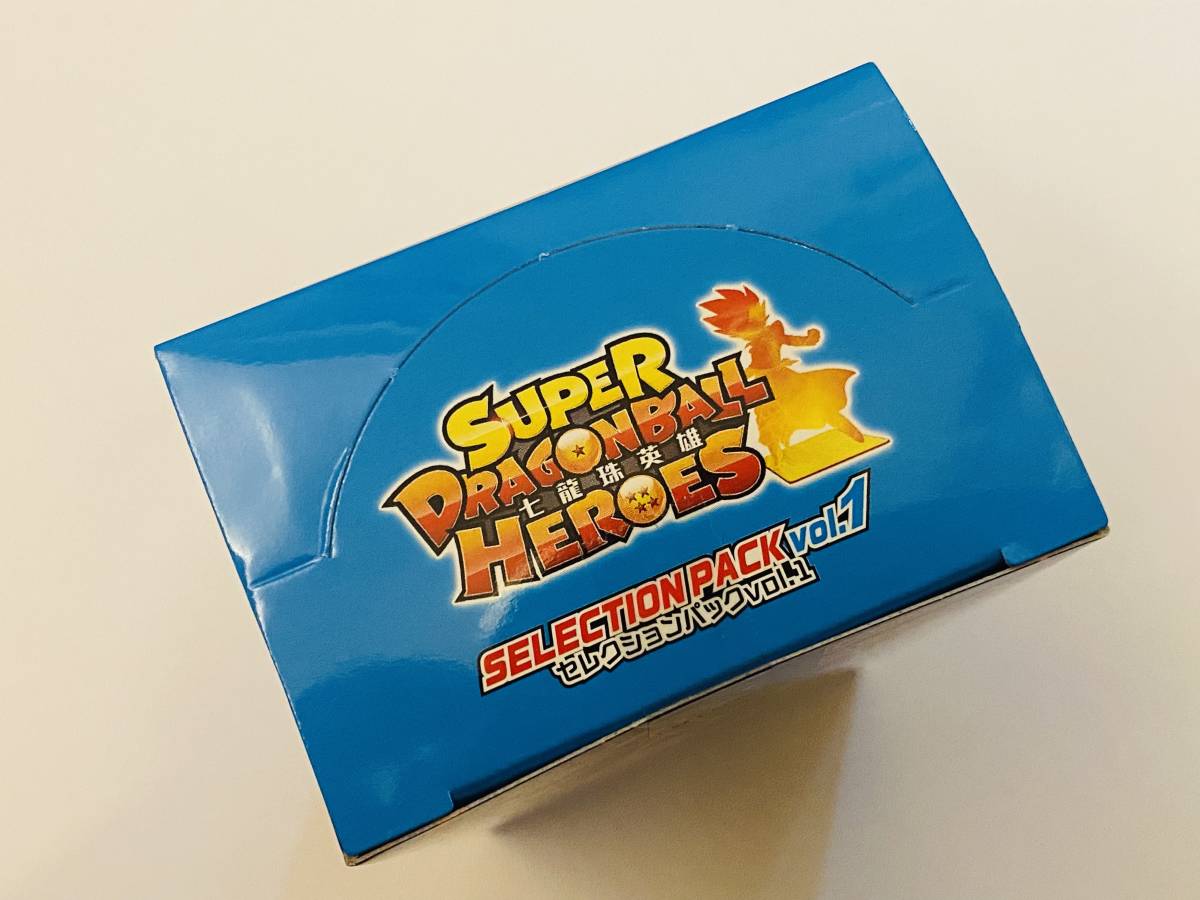 SUPER
DRAGONBALL
七龍珠英雄
HEROES
SELECTION PACK vol.1
セレクションパックvol.1